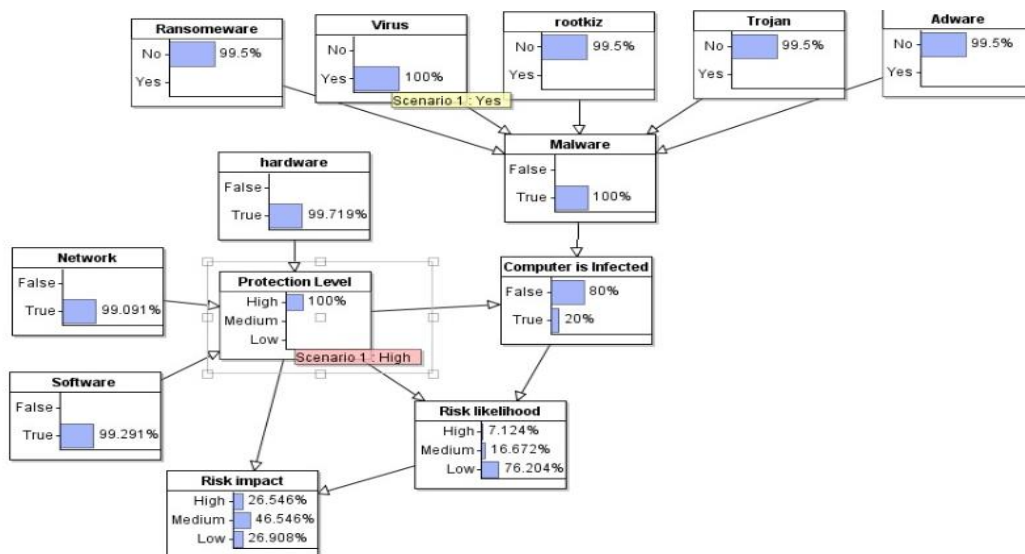 Ransomeware
No
99.5%
Yes
Virus
No
Yes
100%
Scenario 1 : Yes
rootkiz
No
99.5%
Yes
Trojan
No
99.5%
Yes
Adware
No
99.5%
Yes
Malware
False
True
100%
hardware
False
True
99.719%
Network
False
True
99.091%
Protection Level
High
100%
Medium
Low
Scenario 1 : High
Computer is Infected
False
80%
True
20%
Software
False
True
99.291%
Risk likelihood
High
7.124%
Medium
16.672%
Low
76.204%
Risk impact
High
26.546%
Medium
46.546%
Low
26.908%